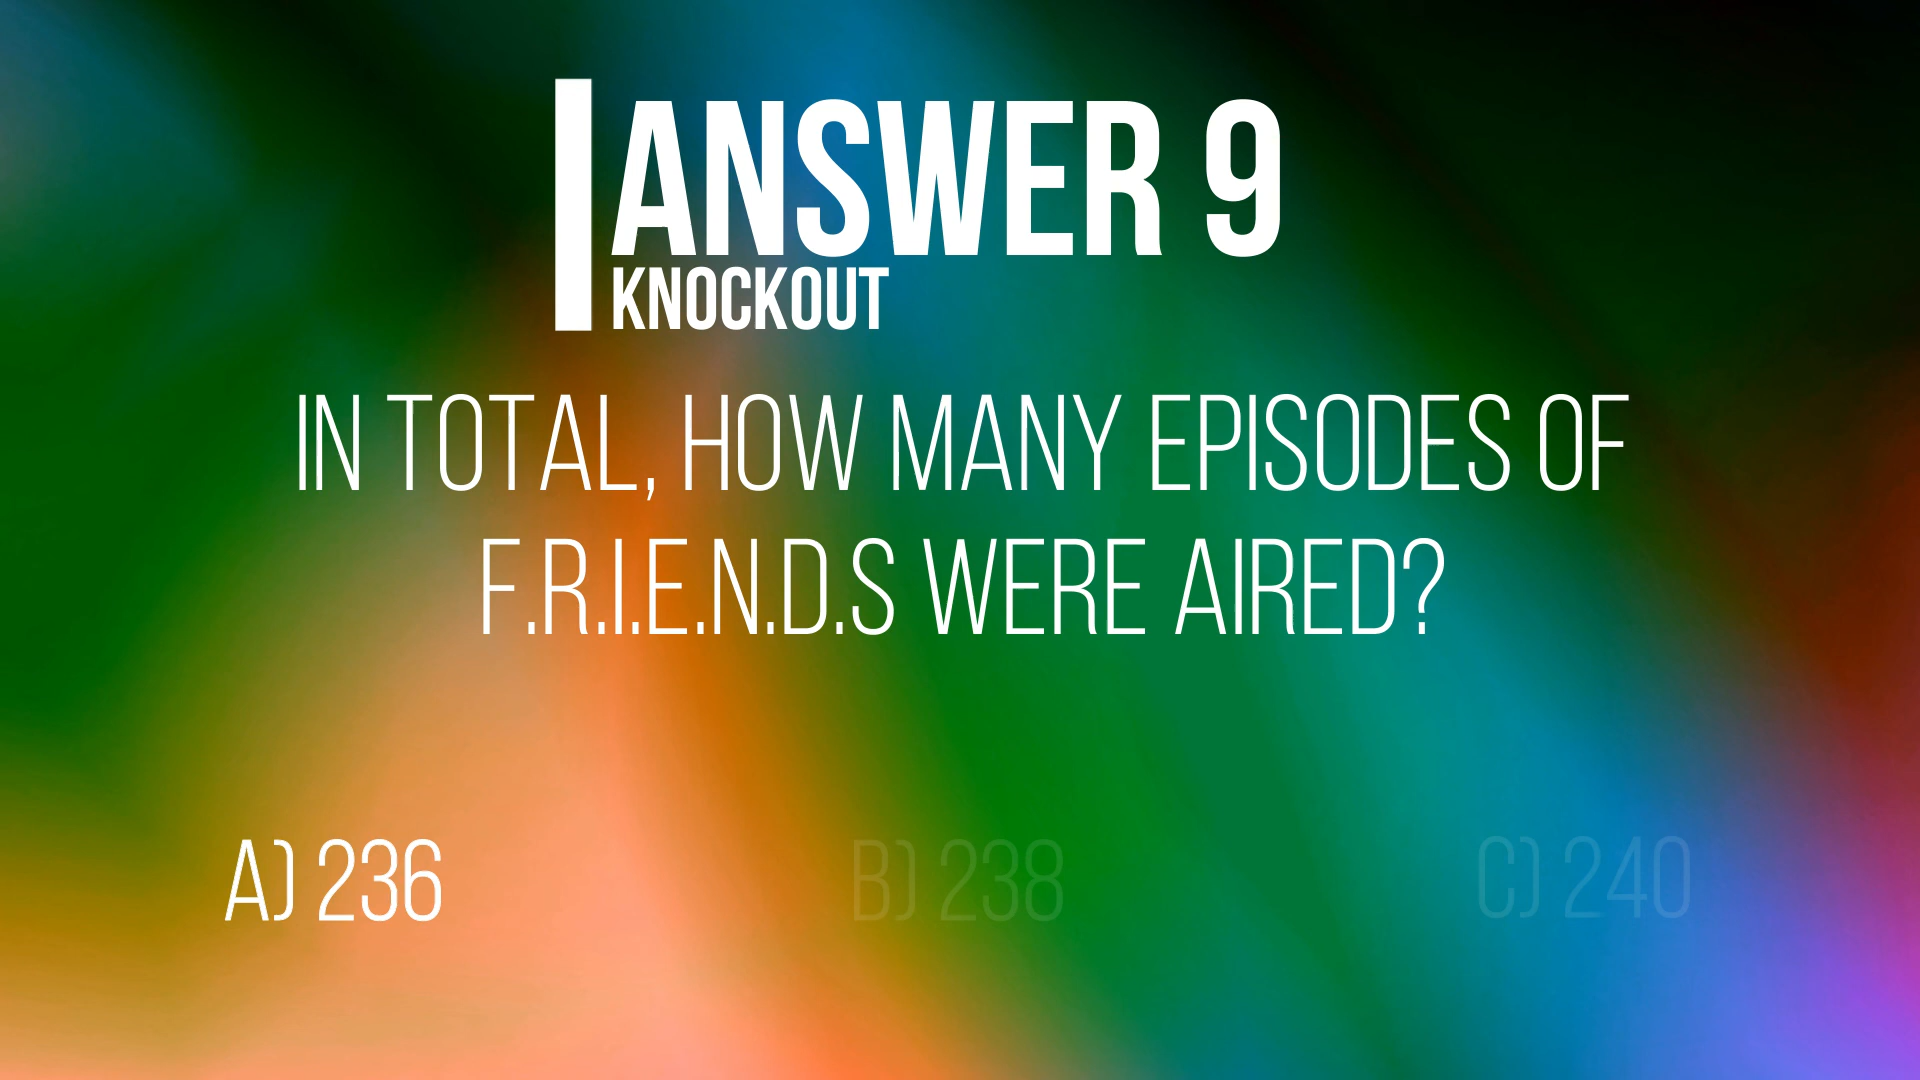 ANSWER 9
KNOCKOUT
IN TOTAL, HOW MANY EPISODES OF
F.R.I.E.N.D.S WERE AIRED?
A) 236 B) 238 C) 240